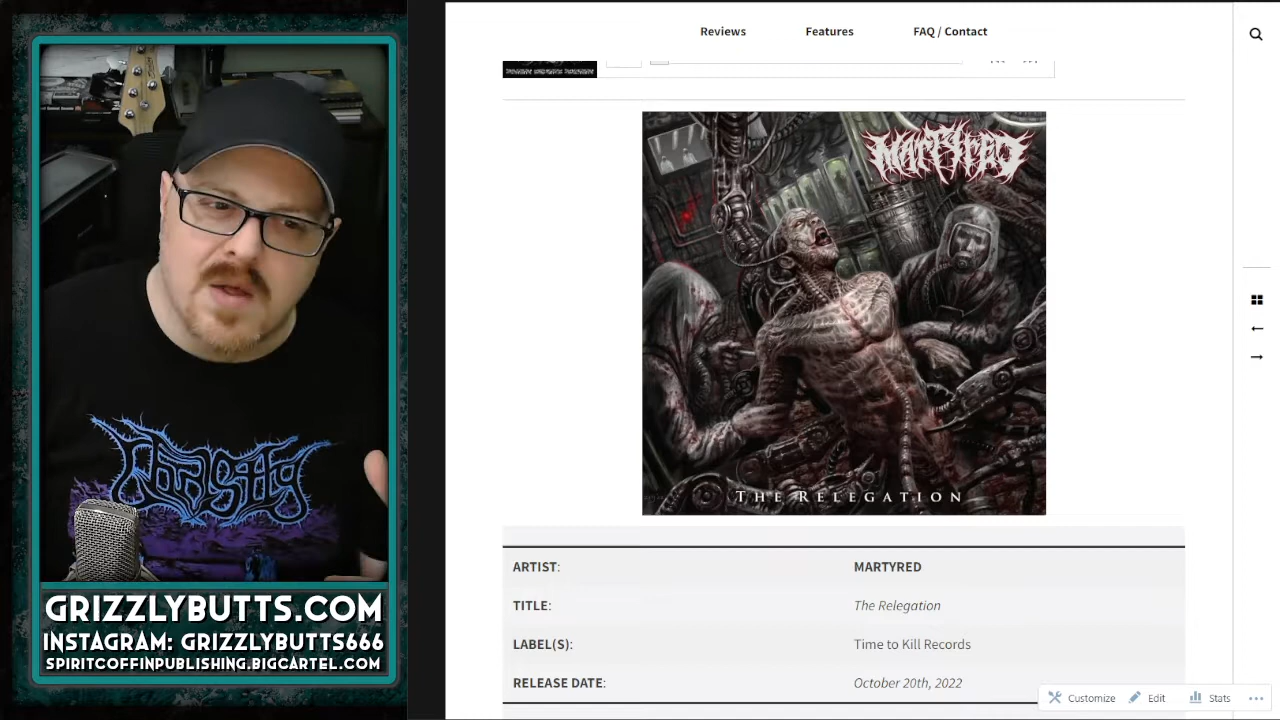 Reviews
Features
FAQ / Contact
MARTYRED
THE RELEGATION
ARTIST: MARTYRED
TITLE: The Relegation
LABEL(S): Time to Kill Records
RELEASE DATE: October 20th, 2022
Customize
Edit
Stats
Ghastly
GRIZZLYBUTTS.COM
INSTAGRAM: GRIZZLYBUTTS666
SPIRITCOFFINPUBLISHING.BIGCARTEL.COM